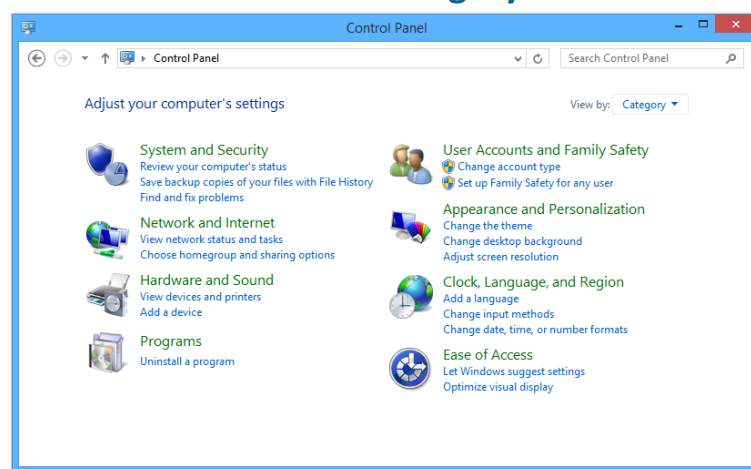 Control Panel
Control Panel
Search Control Panel
Adjust your computer's settings
View by: Category
System and Security
Review your computer's status
Save backup copies of your files with File History
Find and fix problems
Network and Internet
View network status and tasks
Choose homegroup and sharing options
Hardware and Sound
View devices and printers
Add a device
Programs
Uninstall a program
User Accounts and Family Safety
Change account type
Set up Family Safety for any user
Appearance and Personalization
Change the theme
Change desktop background
Adjust screen resolution
Clock, Language, and Region
Add a language
Change input methods
Change date, time, or number formats
Ease of Access
Let Windows suggest settings
Optimize visual display